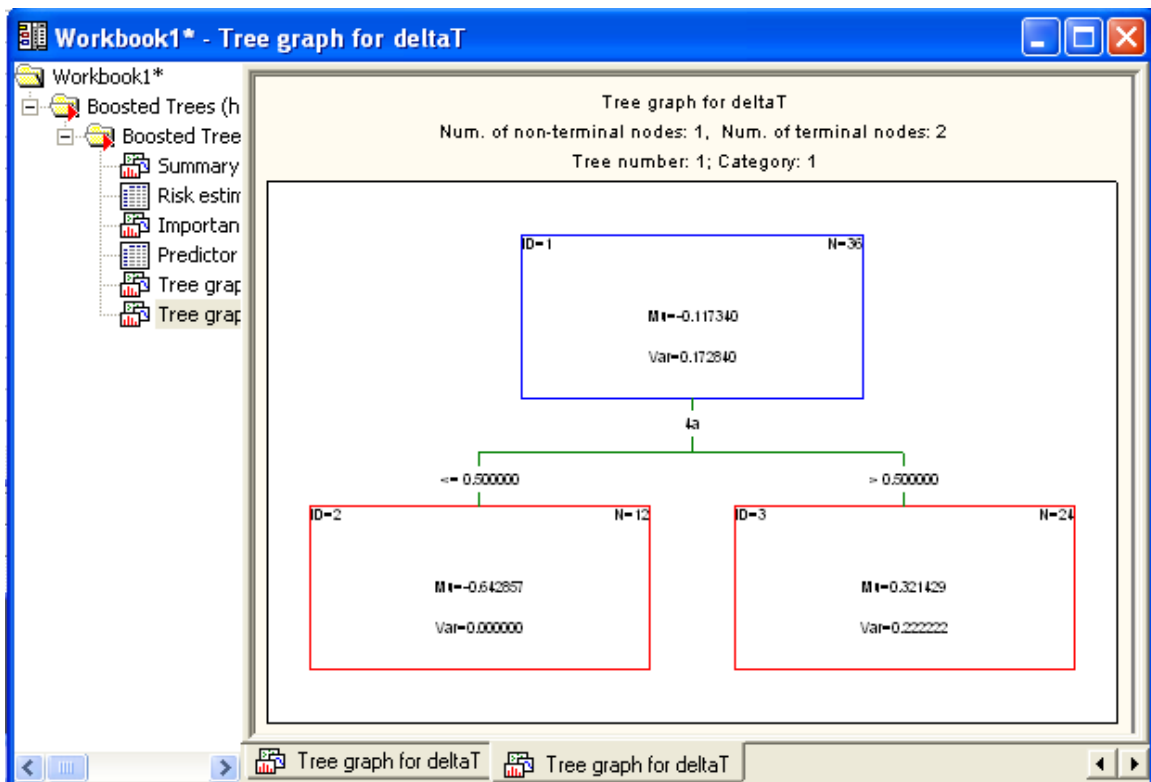 Workbook1* - Tree graph for deltaT
Workbook1*
Boosted Trees (h
Boosted Tree
Summary
Risk estim
Importan
Predictor
Tree grap
Tree grap
Tree graph for deltaT
Num. of non-terminal nodes: 1, Num. of terminal nodes: 2
Tree number: 1; Category: 1
ID=1 N=36
Mu=-0.117340
Var=0.172840
4a
<= 0.500000 > 0.500000
ID=2 N=12 ID=3 N=24
Mu=-0.642857 Mu=0.321429
Var=0.000000 Var=0.222222
Tree graph for deltaT Tree graph for deltaT